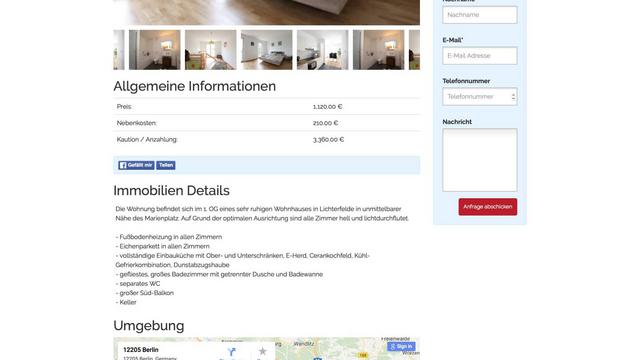 Nachname
E-Mail*
E-Mail Adresse
Telefonnummer
Telefonnummer
Nachricht
Anfrage abschicken
Allgemeine Informationen
Preis: 1,120.00 €
Nebenkosten: 210.00 €
Kaution / Anzahlung: 3,360.00 €
Gefällt mir Teilen
Immobilien Details
Die Wohnung befindet sich im 1. OG eines sehr ruhigen Wohnhauses in Lichterfelde in unmittelbarer
Nähe des Marienplatz. Auf Grund der optimalen Ausrichtung sind alle Zimmer hell und lichtdurchflutet.
- Fußbodenheizung in allen Zimmern
- Eichenparkett in allen Zimmern
- vollständige Einbauküche mit Ober- und Unterschränken, E-Herd, Cerankochfeld, Kühl-
Gefrierkombination, Dunstabzugshaube
- gefliestes, großes Badezimmer mit getrennter Dusche und Badewanne
- separates WC
- großer Süd-Balkon
- Keller
Umgebung
12205 Berlin
12205 Berlin, Germany
Wandlitz
Sign in